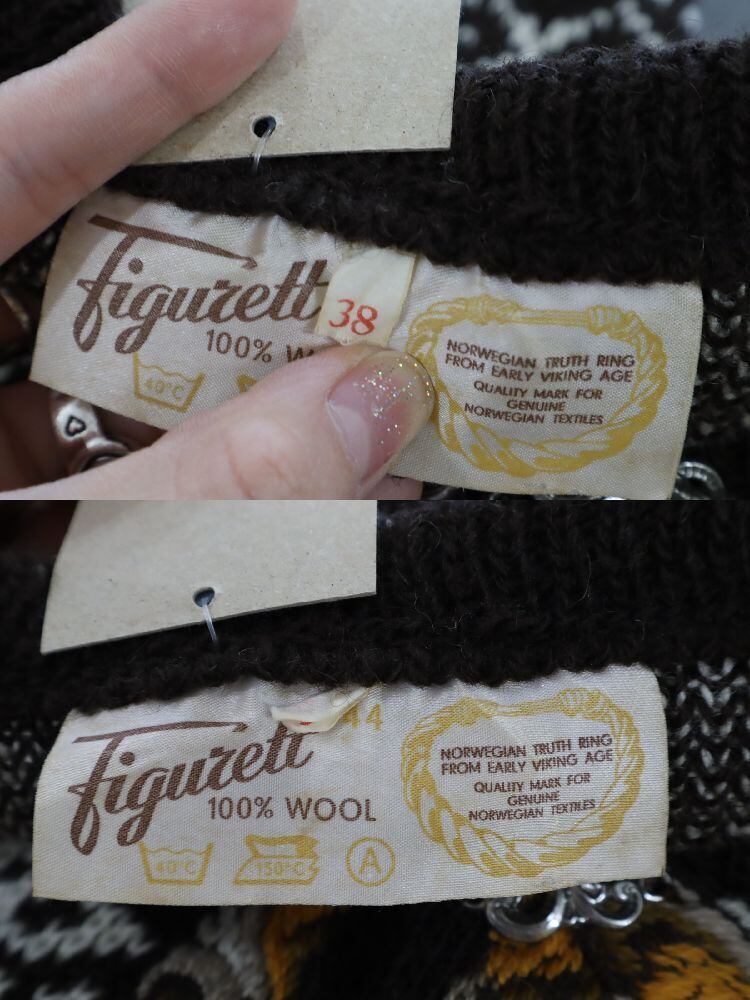 Figurett
38
100% W
40°C
NORWEGIAN TRUTH RING
FROM EARLY VIKING AGE
QUALITY MARK FOR
GENUINE
NORWEGIAN TEXTILES
Figurett
44
100% WOOL
40°C
150°C
A
NORWEGIAN TRUTH RING
FROM EARLY VIKING AGE
QUALITY MARK FOR
GENUINE
NORWEGIAN TEXTILES